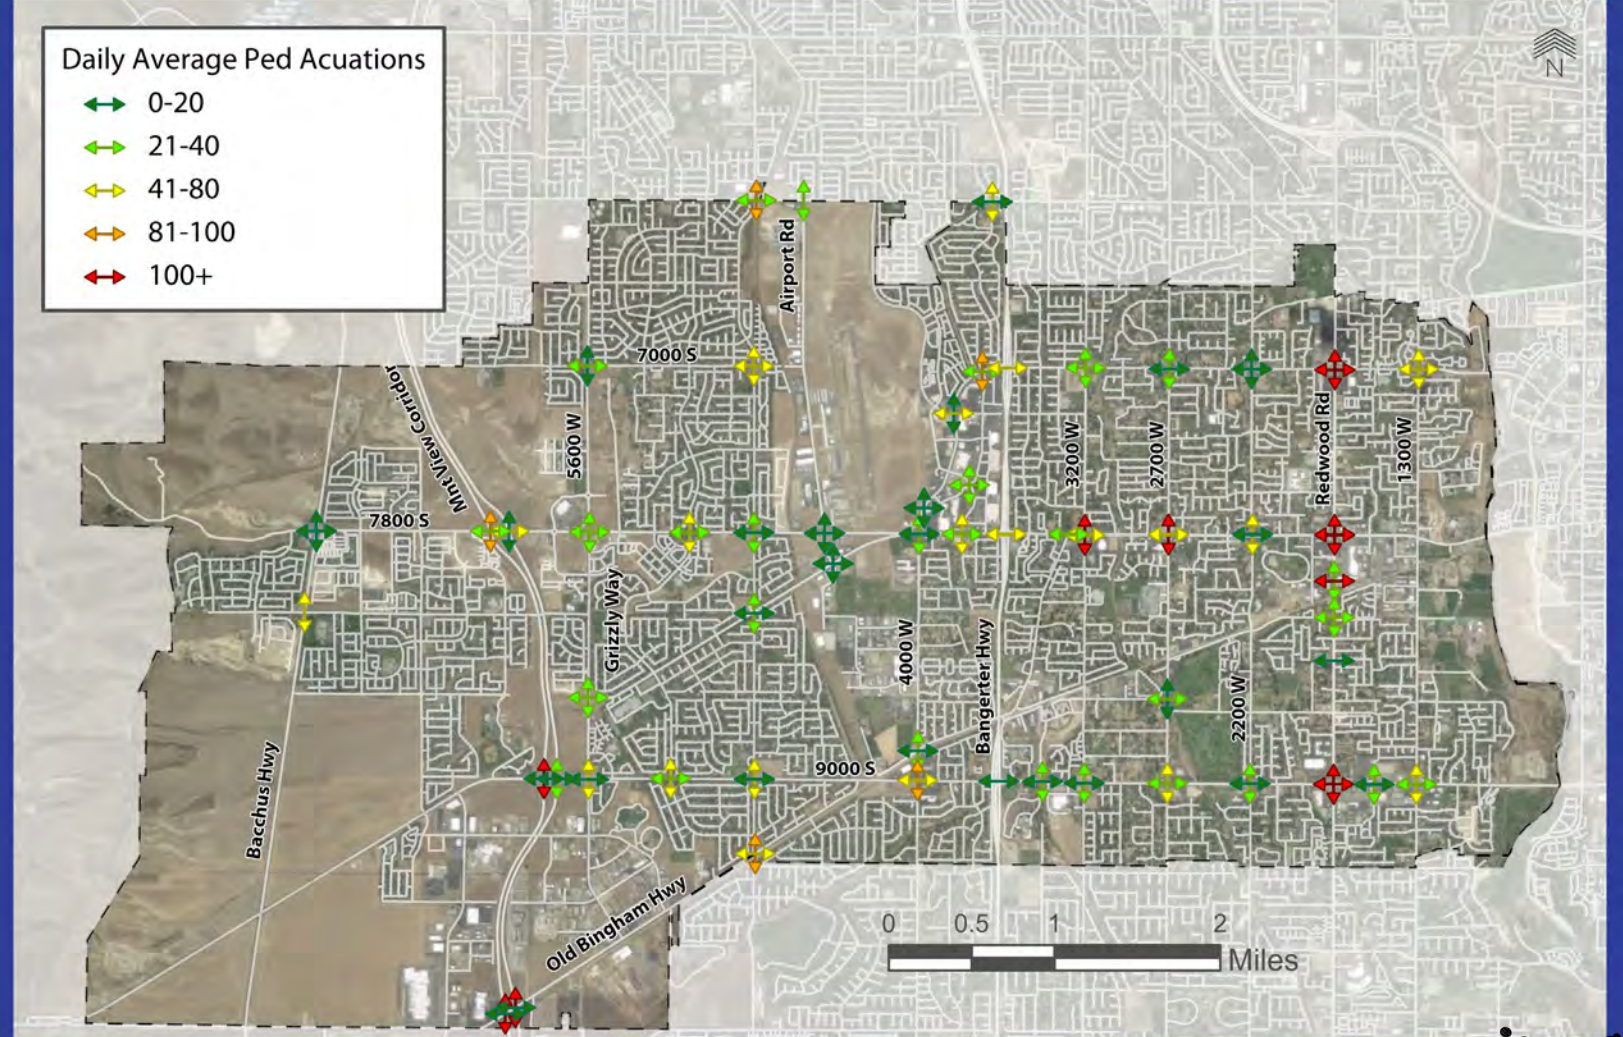 Daily Average Ped Acuations
0-20
21-40
41-80
81-100
100+
N
Airport Rd
7000 S
Mnt View Corridor
5600 W
3200 W
2700 W
Redwood Rd
1300 W
7800 S
Grizzly Way
4000 W
Bangerter Hwy
2200 W
Bacchus Hwy
9000 S
Old Bingham Hwy
0 0.5 1 2
Miles